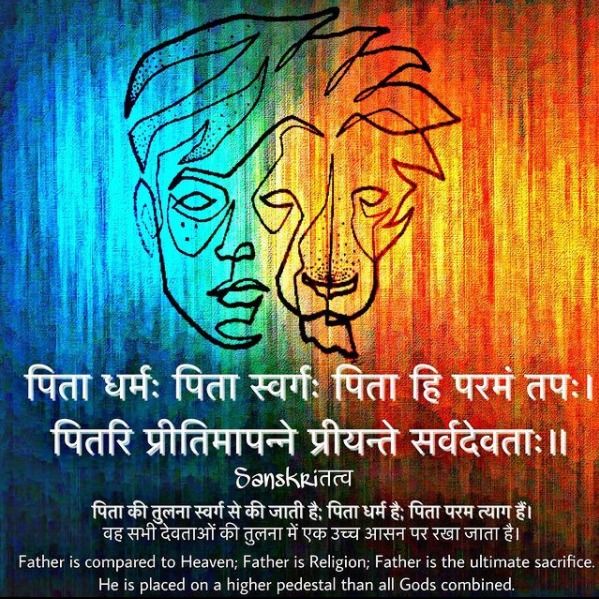 पिता धर्मः पिता स्वर्गः पिता हि परमं तपः।
पितरि प्रीतिमापन्ने प्रीयन्ते सर्वदेवताः॥
Sanskriतत्व
पिता की तुलना स्वर्ग से की जाती है; पिता धर्म है; पिता परम त्याग हैं।
वह सभी देवताओं की तुलना में एक उच्च आसन पर रखा जाता है।
Father is compared to Heaven; Father is Religion; Father is the ultimate sacrifice.
He is placed on a higher pedestal than all Gods combined.